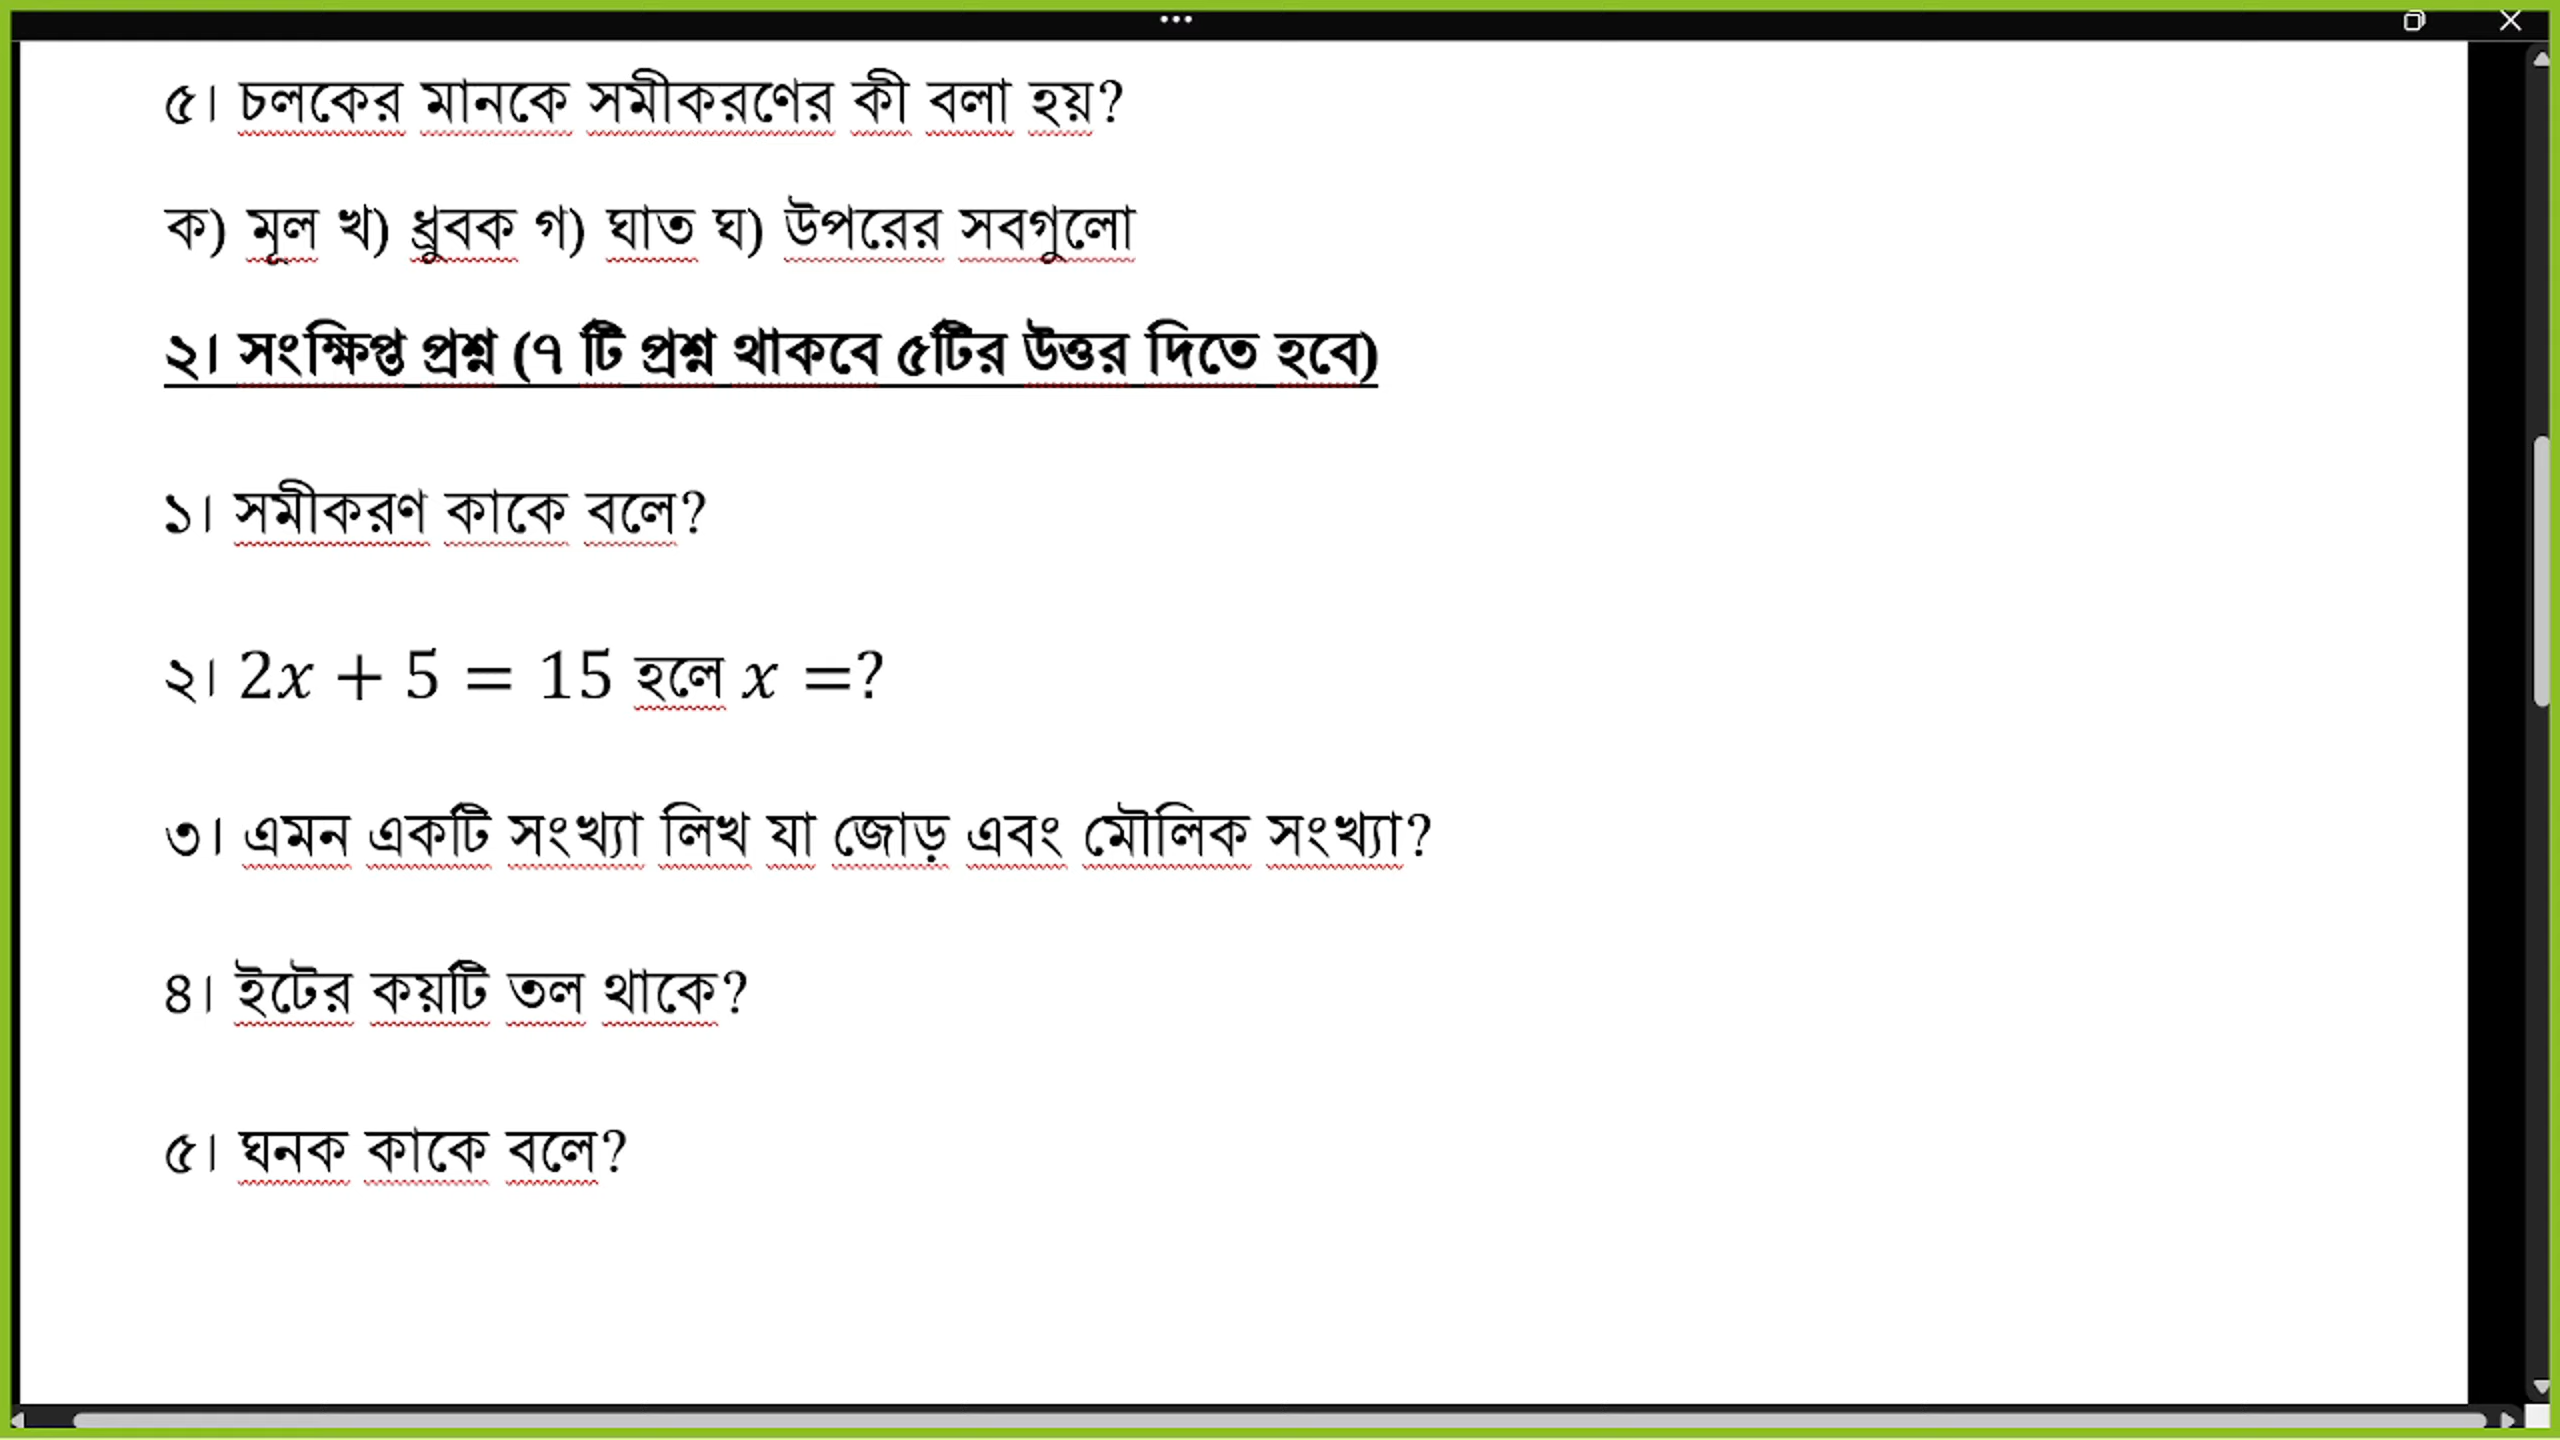 ৫। চলকের মানকে সমীকরণের কী বলা হয়?
ক) মূল খ) ধ্রুবক গ) ঘাত ঘ) উপরের সবগুলো
২। সংক্ষিপ্ত প্রশ্ন (৭ টি প্রশ্ন থাকবে ৫টির উত্তর দিতে হবে)
১। সমীকরণ কাকে বলে?
২। 2x + 5 = 15 হলে x =?
৩। এমন একটি সংখ্যা লিখ যা জোড় এবং মৌলিক সংখ্যা?
৪। ইটের কয়টি তল থাকে?
৫। ঘনক কাকে বলে?